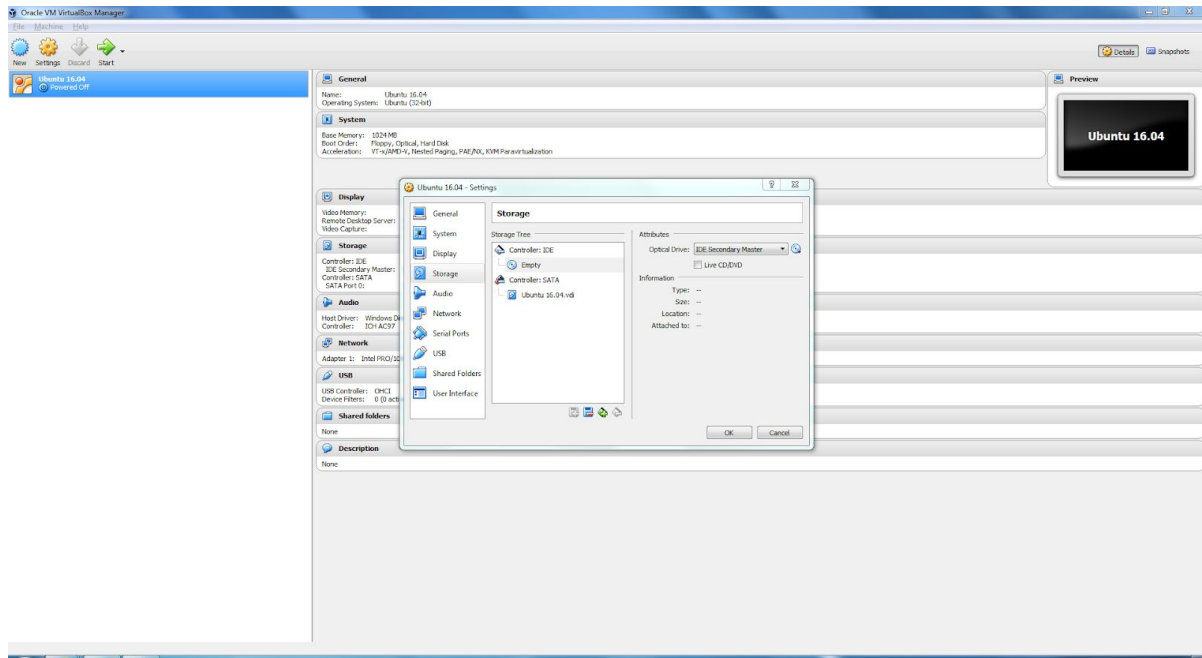 Oracle VM VirtualBox Manager
File Machine Help
New Settings Discard Start
Details Snapshots
Ubuntu 16.04
Powered Off
General
Name: Ubuntu 16.04
Operating System: Ubuntu (32-bit)
System
Base Memory: 1024 MB
Boot Order: Floppy, Optical, Hard Disk
Acceleration: VT-x/AMD-V, Nested Paging, PAE/NX, KVM Paravirtualization
Preview
Ubuntu 16.04
Display
Video Memory:
Remote Desktop Server:
Video Capture:
Storage
Controller: IDE
IDE Secondary Master:
Controller: SATA
SATA Port 0:
Audio
Host Driver: Windows Di
Controller: ICH AC97
Network
Adapter 1: Intel PRO/10
USB
USB Controller: OHCI
Device Filters: 0 (0 acti
Shared folders
None
Description
None
Ubuntu 16.04 - Settings
General
System
Display
Storage
Audio
Network
Serial Ports
USB
Shared Folders
User Interface
Storage
Storage Tree
Controller: IDE
Empty
Controller: SATA
Ubuntu 16.04.vdi
Attributes
Optical Drive: IDE Secondary Master
Live CD/DVD
Information
Type: --
Size: --
Location: --
Attached to: --
OK Cancel